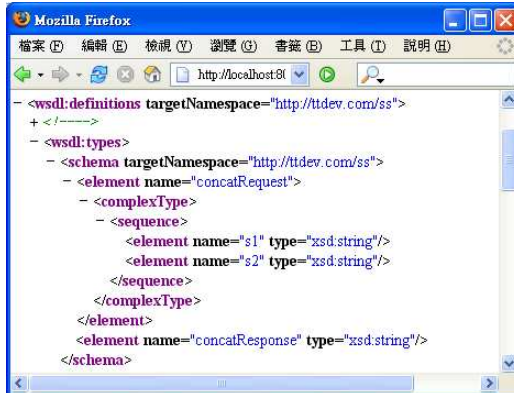 Mozilla Firefox
檔案(F) 編輯(E) 檢視(V) 瀏覽(G) 書籤(B) 工具(T) 說明(H)
http://localhost:8(
− <wsdl:definitions targetNamespace="http://ttdev.com/ss">
+ <!---->
− <wsdl:types>
− <schema targetNamespace="http://ttdev.com/ss">
− <element name="concatRequest">
− <complexType>
− <sequence>
<element name="s1" type="xsd:string"/>
<element name="s2" type="xsd:string"/>
</sequence>
</complexType>
</element>
<element name="concatResponse" type="xsd:string"/>
</schema>